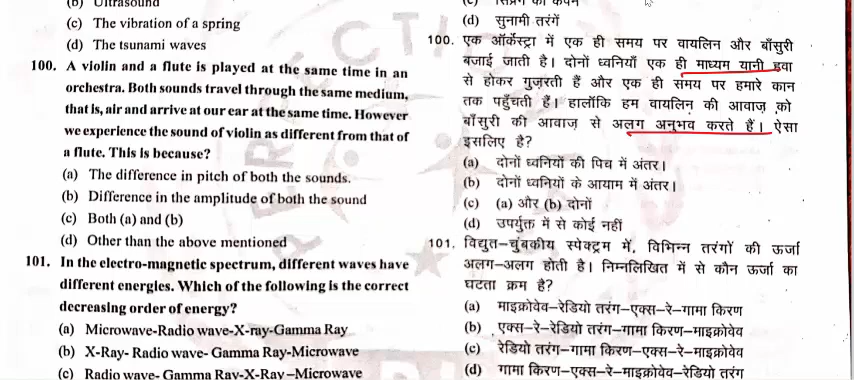 (b) Ultrasound
(c) The vibration of a spring
(d) The tsunami waves
100. A violin and a flute is played at the same time in an
orchestra. Both sounds travel through the same medium,
that is, air and arrive at our ear at the same time. However
we experience the sound of violin as different from that of
a flute. This is because?
(a) The difference in pitch of both the sounds.
(b) Difference in the amplitude of both the sound
(c) Both (a) and (b)
(d) Other than the above mentioned
101. In the electro-magnetic spectrum, different waves have
different energies. Which of the following is the correct
decreasing order of energy?
(a) Microwave-Radio wave-X-ray-Gamma Ray
(b) X-Ray- Radio wave- Gamma Ray-Microwave
(c) Radio wave- Gamma Ray-X-Ray-Microwave
(c) स्प्रिंग का कंपन
(d) सुनामी तरंगें
100. एक ऑर्केस्ट्रा में एक ही समय पर वायलिन और बाँसुरी
बजाई जाती है। दोनों ध्वनियाँ एक ही माध्यम यानी हवा
से होकर गुज़रती हैं और एक ही समय पर हमारे कान
तक पहुँचती हैं। हालाँकि हम वायलिन की आवाज़ को
बाँसुरी की आवाज़ से अलग अनुभव करते हैं। ऐसा
इसलिए है?
(a) दोनों ध्वनियों की पिच में अंतर।
(b) दोनों ध्वनियों के आयाम में अंतर।
(c) (a) और (b) दोनों
(d) उपर्युक्त में से कोई नहीं
101. विद्युत-चुंबकीय स्पेक्ट्रम में, विभिन्न तरंगों की ऊर्जा
अलग-अलग होती है। निम्नलिखित में से कौन ऊर्जा का
घटता क्रम है?
(a) माइक्रोवेव-रेडियो तरंग-एक्स-रे-गामा किरण
(b) एक्स-रे-रेडियो तरंग-गामा किरण-माइक्रोवेव
(c) रेडियो तरंग-गामा किरण-एक्स-रे-माइक्रोवेव
(d) गामा किरण-एक्स-रे-माइक्रोवेव-रेडियो तरंग